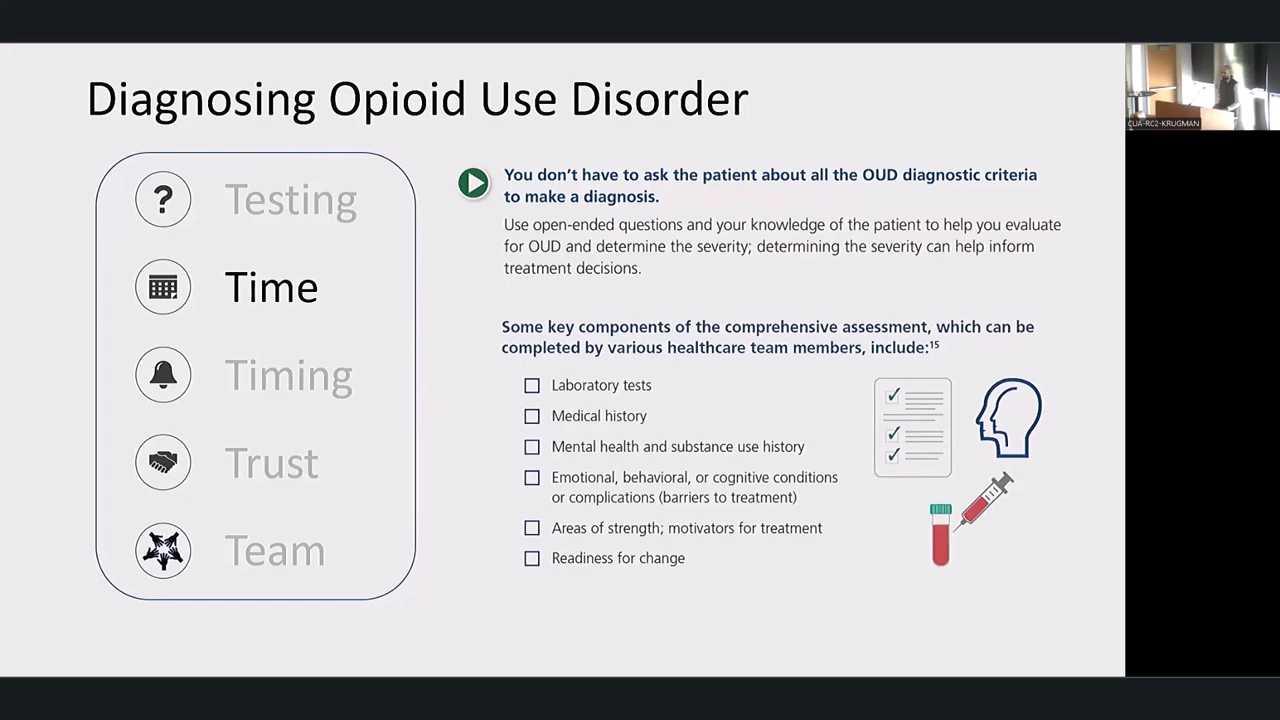 Diagnosing Opioid Use Disorder
?
Testing
Time
Timing
Trust
Team
You don't have to ask the patient about all the OUD diagnostic criteria
to make a diagnosis.
Use open-ended questions and your knowledge of the patient to help you evaluate
for OUD and determine the severity; determining the severity can help inform
treatment decisions.
Some key components of the comprehensive assessment, which can be
completed by various healthcare team members, include:15
Laboratory tests
Medical history
Mental health and substance use history
Emotional, behavioral, or cognitive conditions
or complications (barriers to treatment)
Areas of strength; motivators for treatment
Readiness for change
CUA-RC2-KRUGMAN